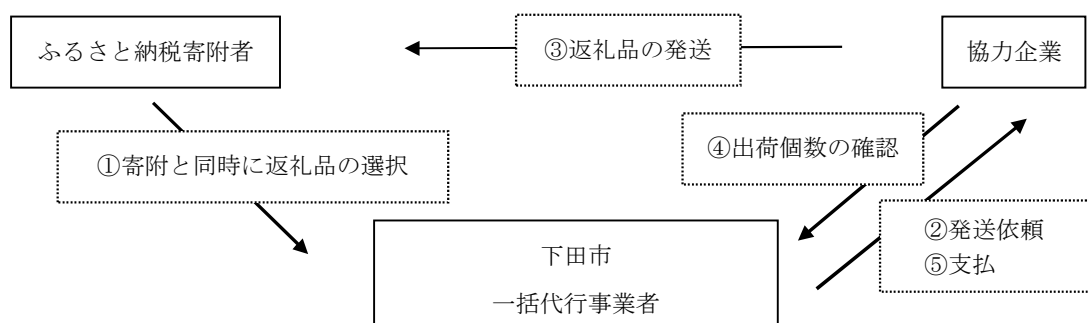 ふるさと納税寄附者
③返礼品の発送
協力企業
①寄附と同時に返礼品の選択
④出荷個数の確認
②発送依頼
⑤支払
下田市
一括代行事業者